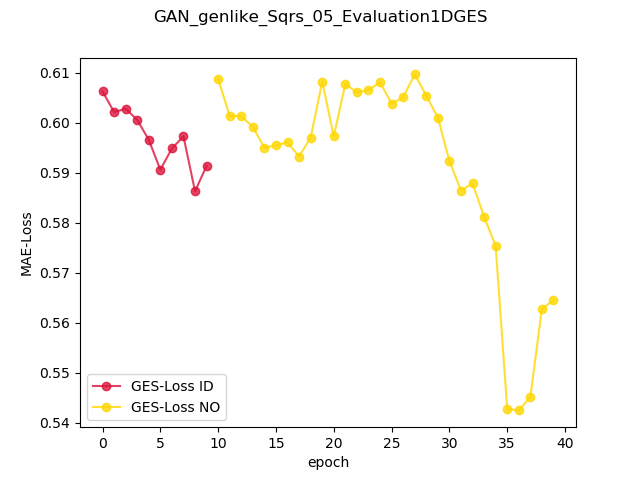 GAN_genlike_Sqrs_05_Evaluation1DGES
0.61
0.60
0.59
0.58
0.57
0.56
0.55
0.54
MAE-Loss
GES-Loss ID
GES-Loss NO
0 5 10 15 20 25 30 35 40
epoch